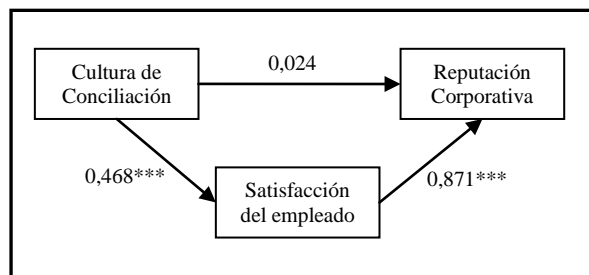 Cultura de
Conciliación
0,024
Reputación
Corporativa
0,468***
Satisfacción
del empleado
0,871***